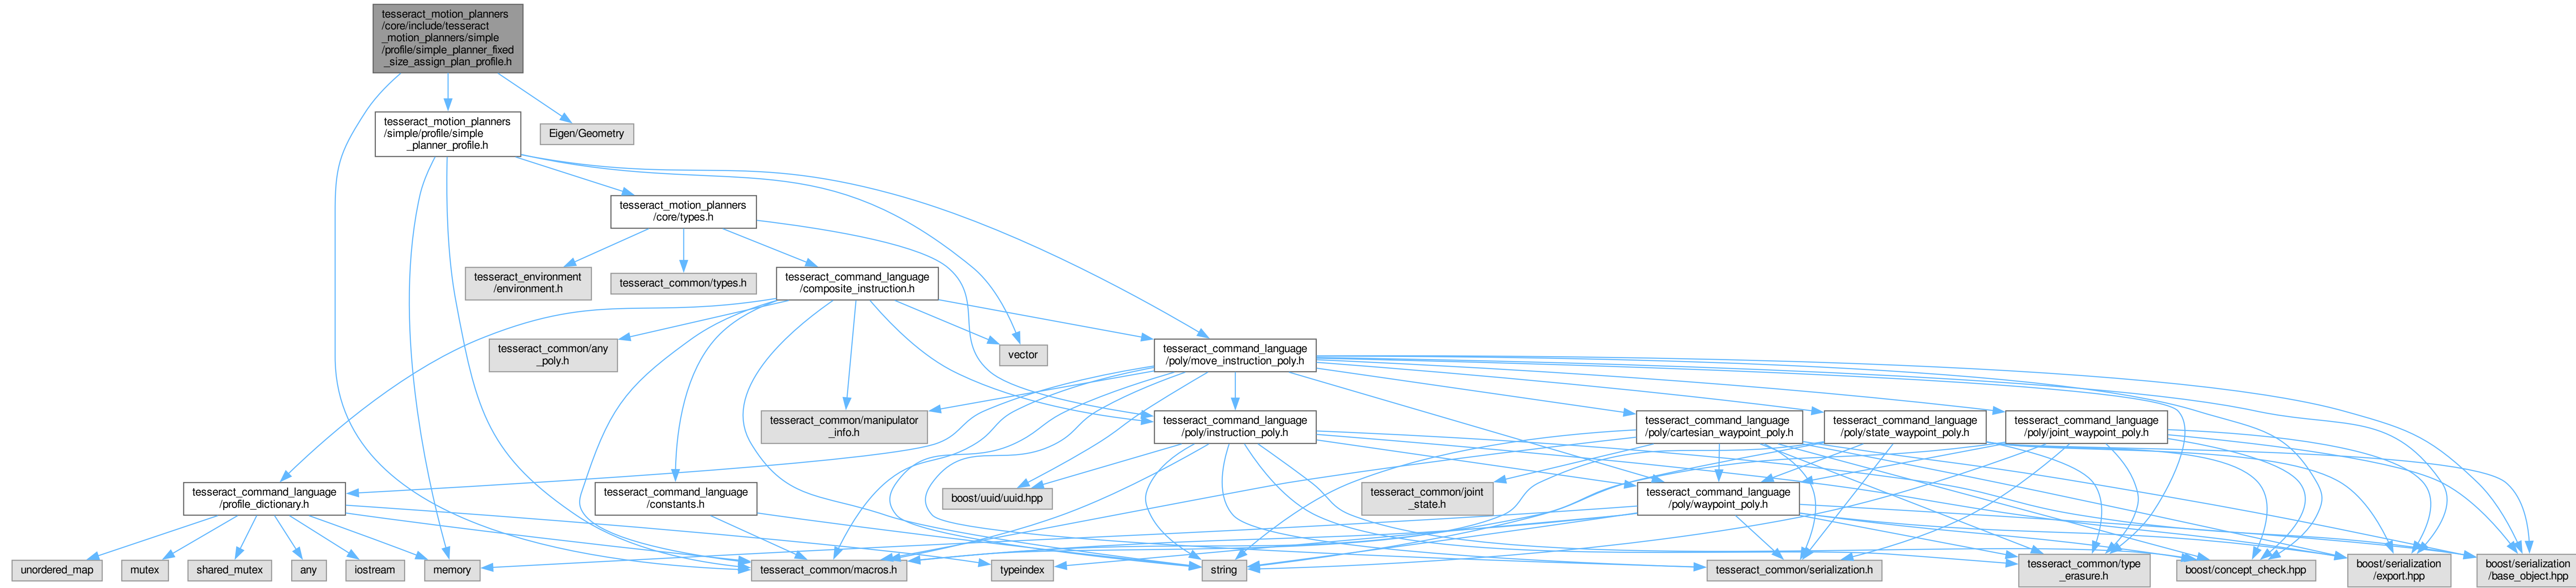 tesseract_motion_planners
/core/include/tesseract
_motion_planners/simple
/profile/simple_planner_fixed
_size_assign_plan_profile.h
tesseract_motion_planners
/simple/profile/simple
_planner_profile.h
Eigen/Geometry
tesseract_motion_planners
/core/types.h
tesseract_environment
/environment.h
tesseract_common/types.h
tesseract_command_language
/composite_instruction.h
tesseract_common/any
_poly.h
vector
tesseract_command_language
/poly/move_instruction_poly.h
tesseract_common/manipulator
_info.h
tesseract_command_language
/poly/instruction_poly.h
tesseract_command_language
/poly/cartesian_waypoint_poly.h
tesseract_command_language
/poly/state_waypoint_poly.h
tesseract_command_language
/poly/joint_waypoint_poly.h
tesseract_command_language
/profile_dictionary.h
tesseract_command_language
/constants.h
boost/uuid/uuid.hpp
tesseract_common/joint
_state.h
tesseract_command_language
/poly/waypoint_poly.h
unordered_map
mutex
shared_mutex
any
iostream
memory
tesseract_common/macros.h
typeindex
string
tesseract_common/serialization.h
tesseract_common/type
_erasure.h
boost/concept_check.hpp
boost/serialization
/export.hpp
boost/serialization
/base_object.hpp